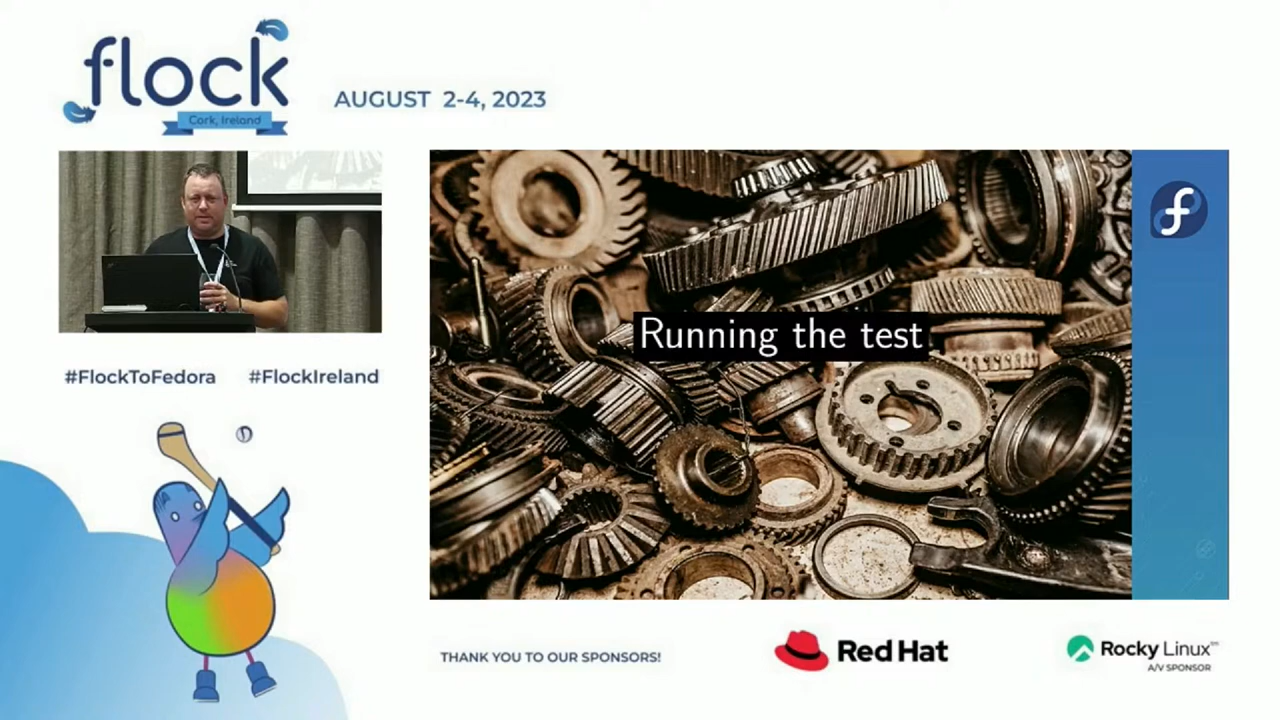 flock
Cork, Ireland
AUGUST 2-4, 2023
Running the test
#FlockToFedora #FlockIreland
THANK YOU TO OUR SPONSORS!
Red Hat
Rocky Linux
A/V SPONSOR